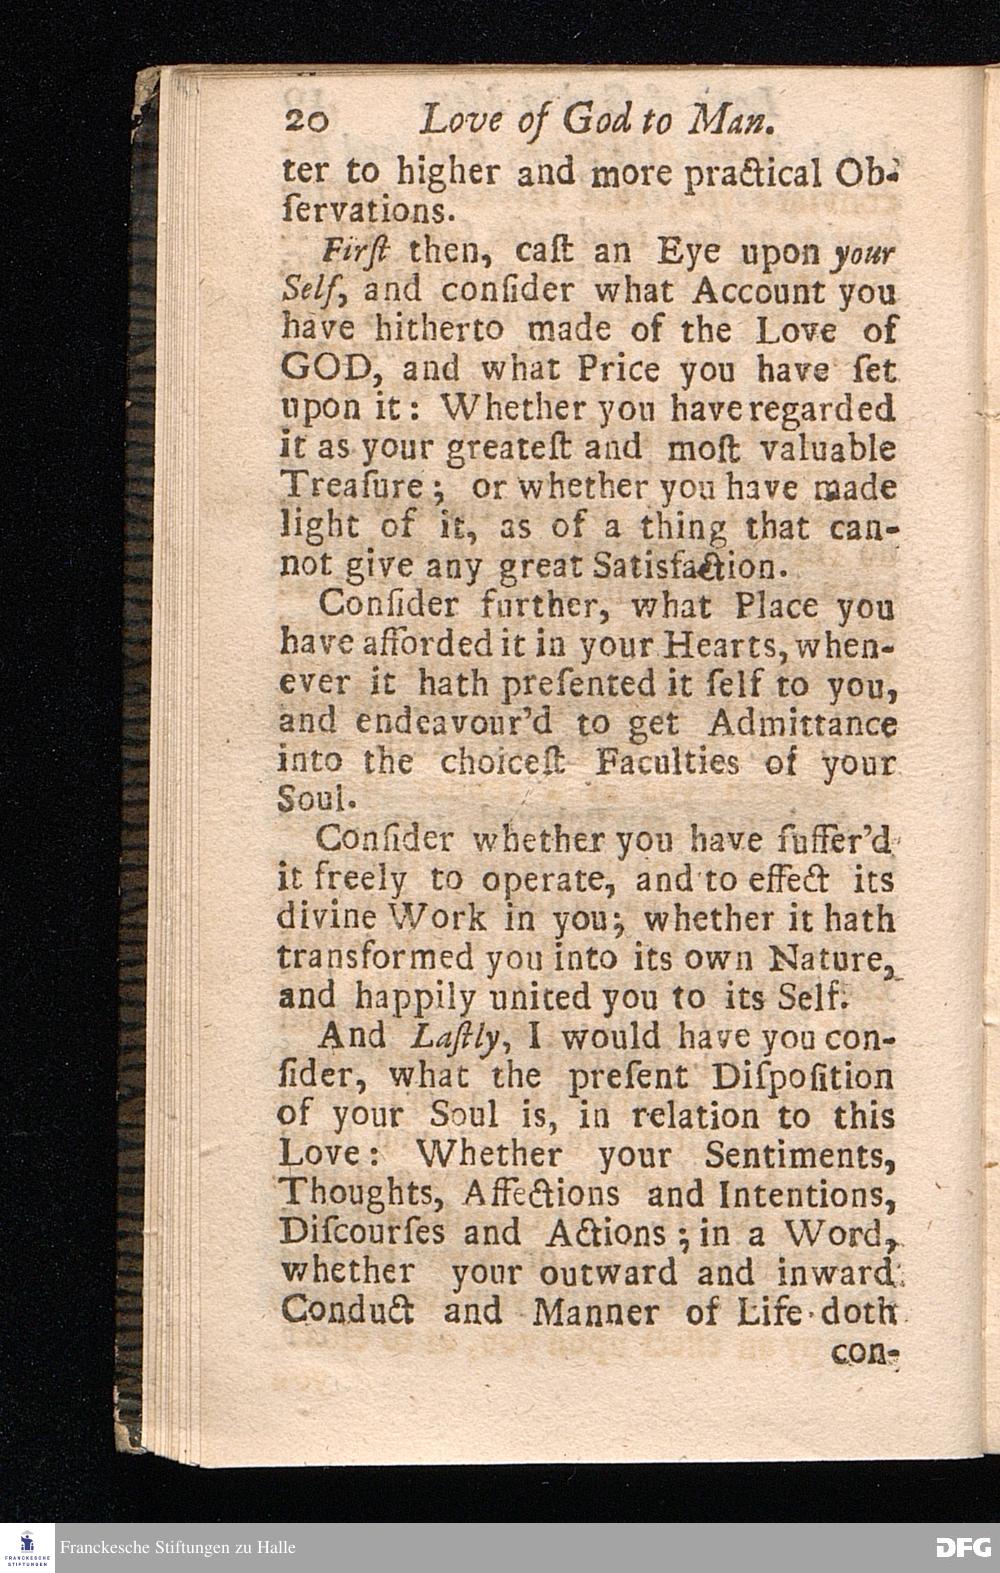 20 Love of God to Man.
ter to higher and more practical Ob-
ſervations.
Firſt then, caſt an Eye upon your
Self, and conſider what Account you
have hitherto made of the Love of
GOD, and what Price you have ſet
upon it: Whether you have regarded
it as your greateſt and moſt valuable
Treaſure; or whether you have made
light of it, as of a thing that can-
not give any great Satisfaction.
Conſider further, what Place you
have afforded it in your Hearts, when-
ever it hath preſented it ſelf to you,
and endeavour'd to get Admittance
into the choiceſt Faculties of your
Soul.
Conſider whether you have ſuffer'd
it freely to operate, and to effect its
divine Work in you; whether it hath
transformed you into its own Nature,
and happily united you to its Self.
And Laſtly, I would have you con-
ſider, what the preſent Diſpoſition
of your Soul is, in relation to this
Love: Whether your Sentiments,
Thoughts, Affections and Intentions,
Diſcourſes and Actions; in a Word,
whether your outward and inward
Conduct and Manner of Life doth
con-
FRANCKESCHE
STIFTUNGEN
Franckesche Stiftungen zu Halle
DFG